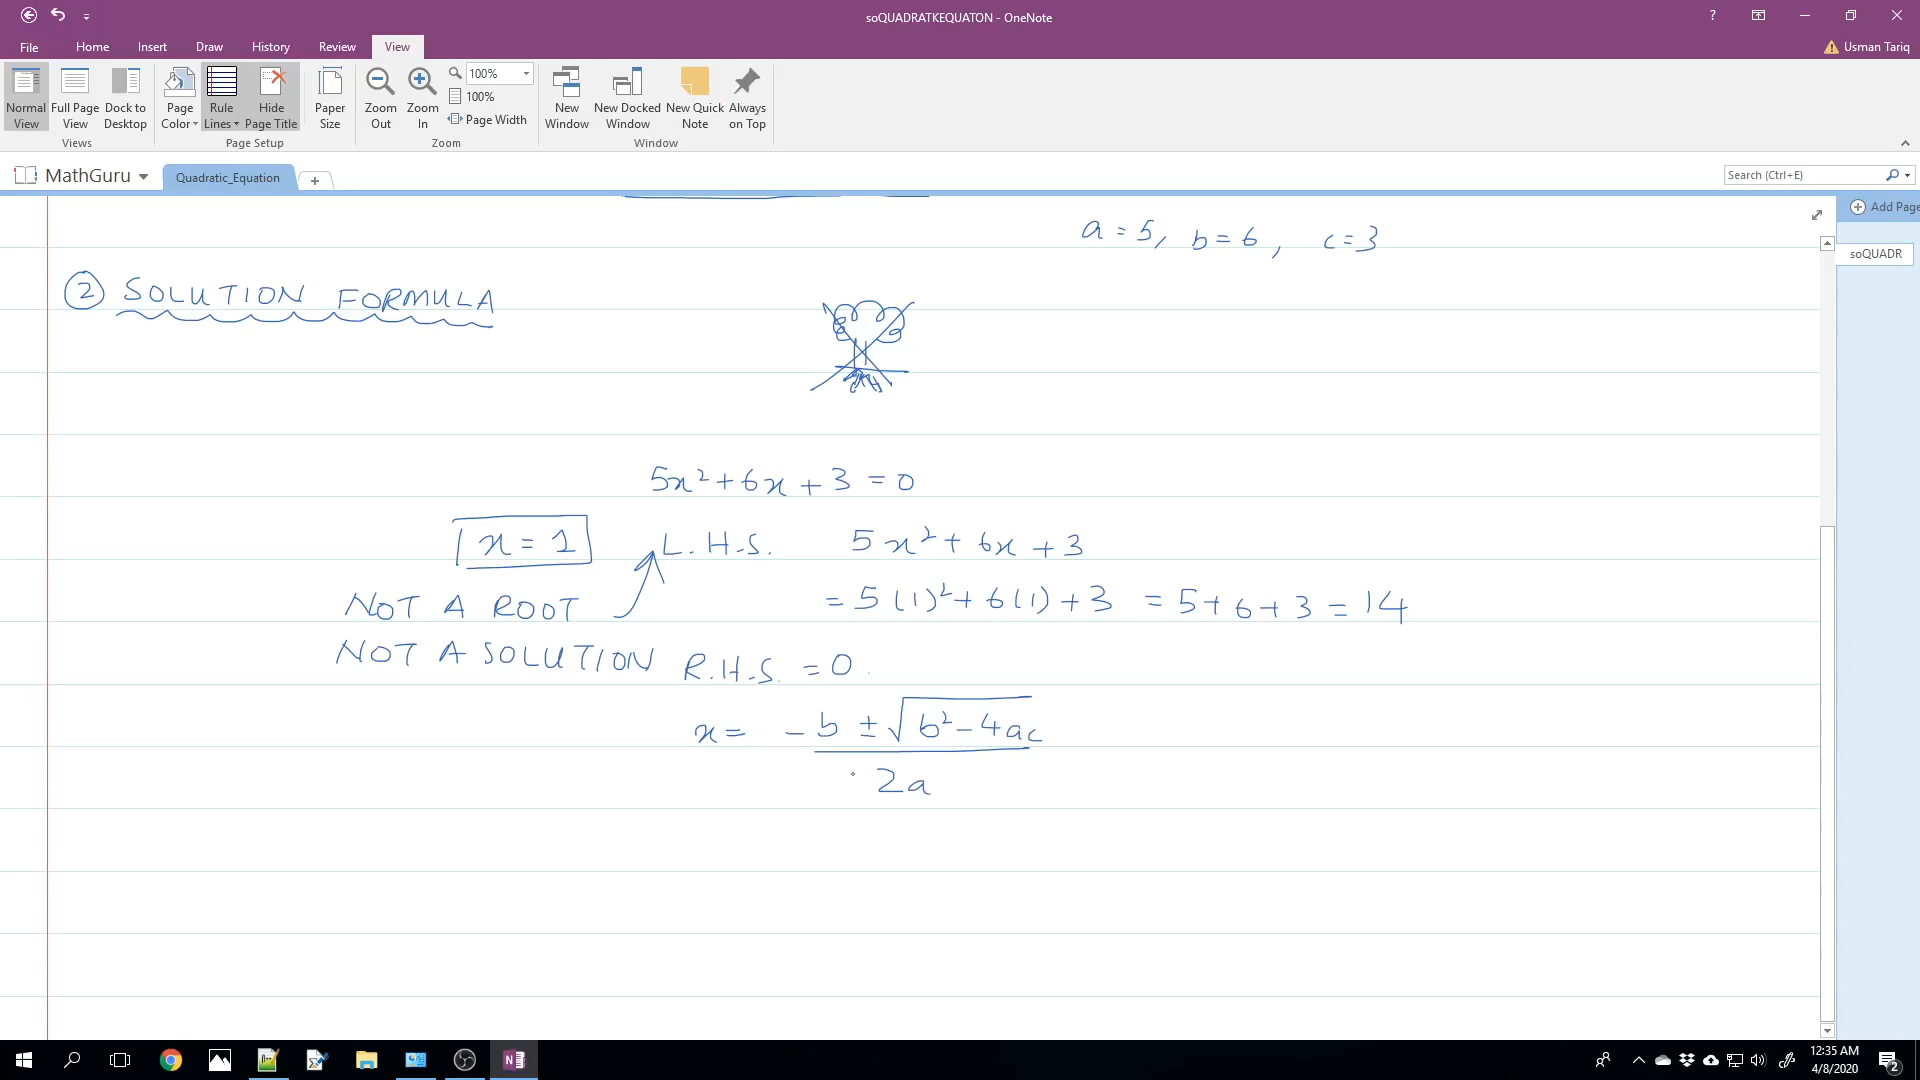 soQUADRATKEQUATON - OneNote
File Home Insert Draw History Review View
Usman Tariq
Normal View
Full Page View
Dock to Desktop
Views
Page Color
Rule Lines
Hide Page Title
Page Setup
Paper Size
Zoom Out
Zoom In
100%
100%
Page Width
Zoom
New Window
New Docked Window
New Quick Note
Always on Top
Window
MathGuru
Quadratic_Equation
Search (Ctrl+E)
Add Page
soQUADR
a = 5, b = 6, c = 3
② SOLUTION FORMULA
5x² + 6x + 3 = 0
x = 1 L.H.S. 5x² + 6x + 3
NOT A ROOT = 5(1)² + 6(1) + 3 = 5 + 6 + 3 = 14
NOT A SOLUTION R.H.S. = 0.
x = -b ± √b² - 4ac
2a
12:35 AM
4/8/2020
2